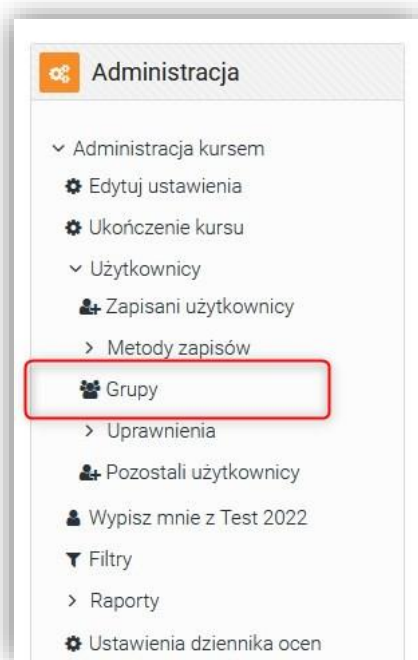 Administracja
Administracja kursem
Edytuj ustawienia
Ukończenie kursu
Użytkownicy
Zapisani użytkownicy
Metody zapisów
Grupy
Uprawnienia
Pozostali użytkownicy
Wypisz mnie z Test 2022
Filtry
Raporty
Ustawienia dziennika ocen